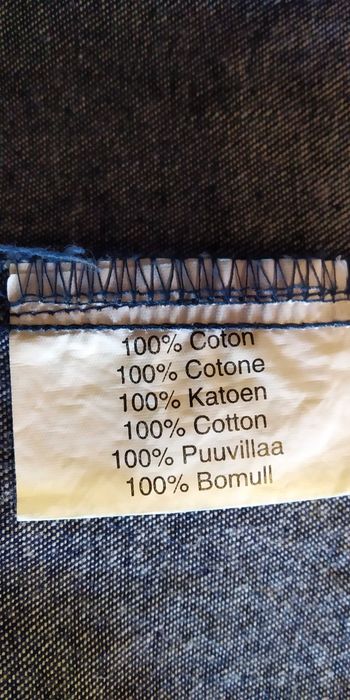 100% Coton
100% Cotone
100% Katoen
100% Cotton
100% Puuvillaa
100% Bomull